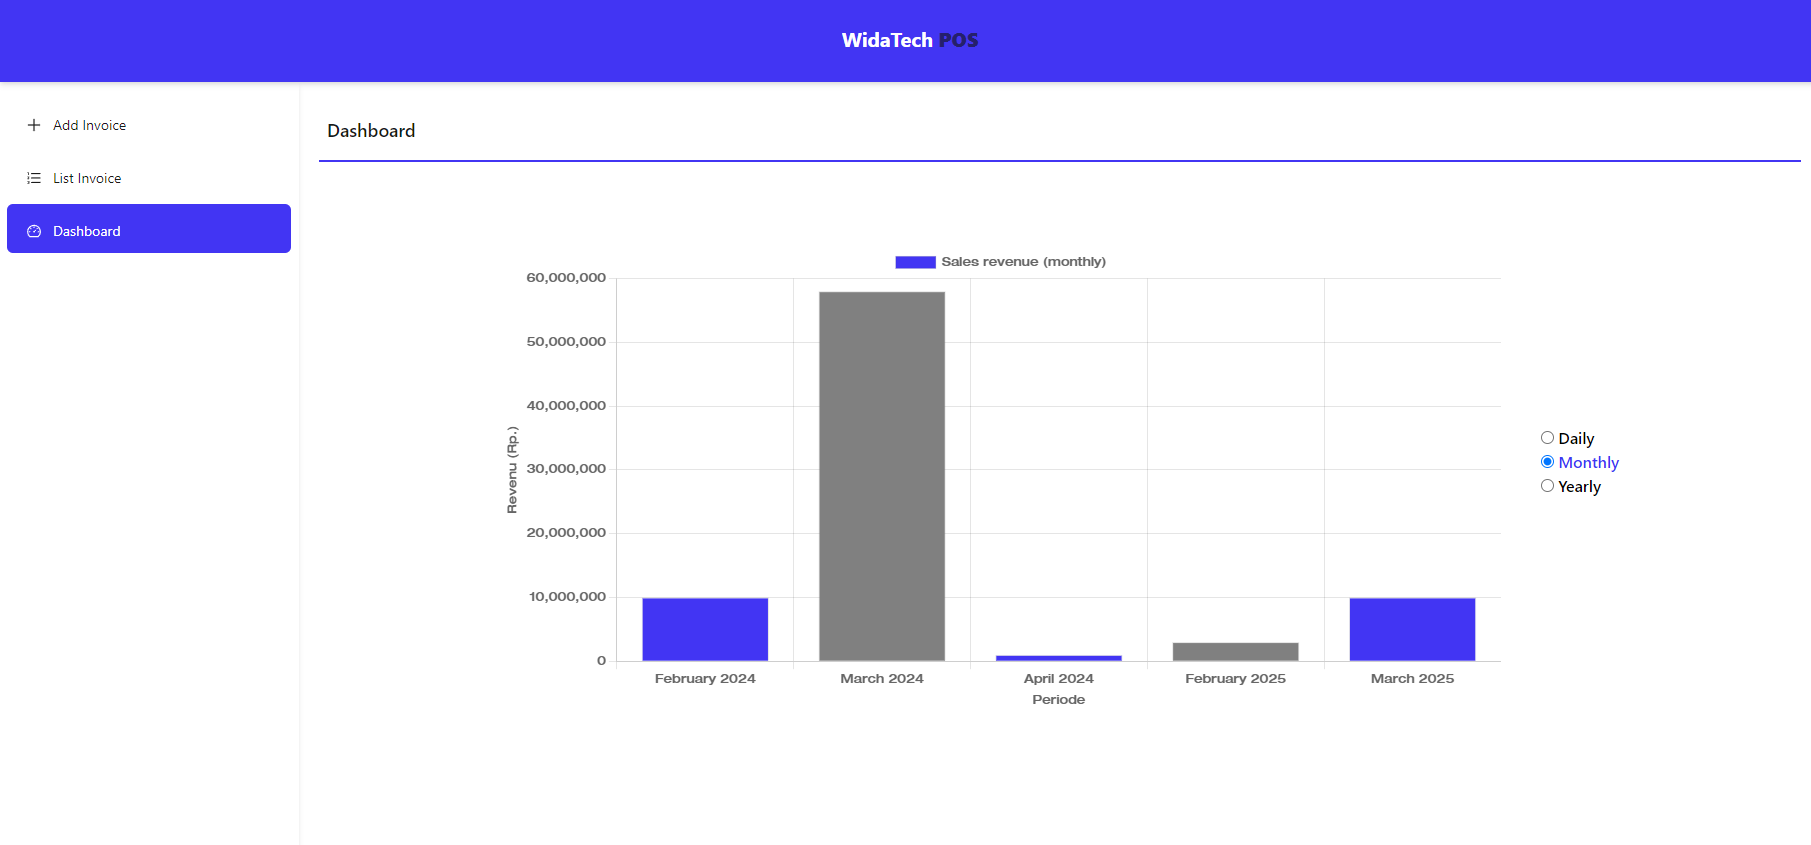 WidaTech POS
Add Invoice
List Invoice
Dashboard
Dashboard
Sales revenue (monthly)
60,000,000
50,000,000
40,000,000
30,000,000
20,000,000
10,000,000
0
Revenu (Rp.)
February 2024 March 2024 April 2024 February 2025 March 2025
Periode
Daily
Monthly
Yearly